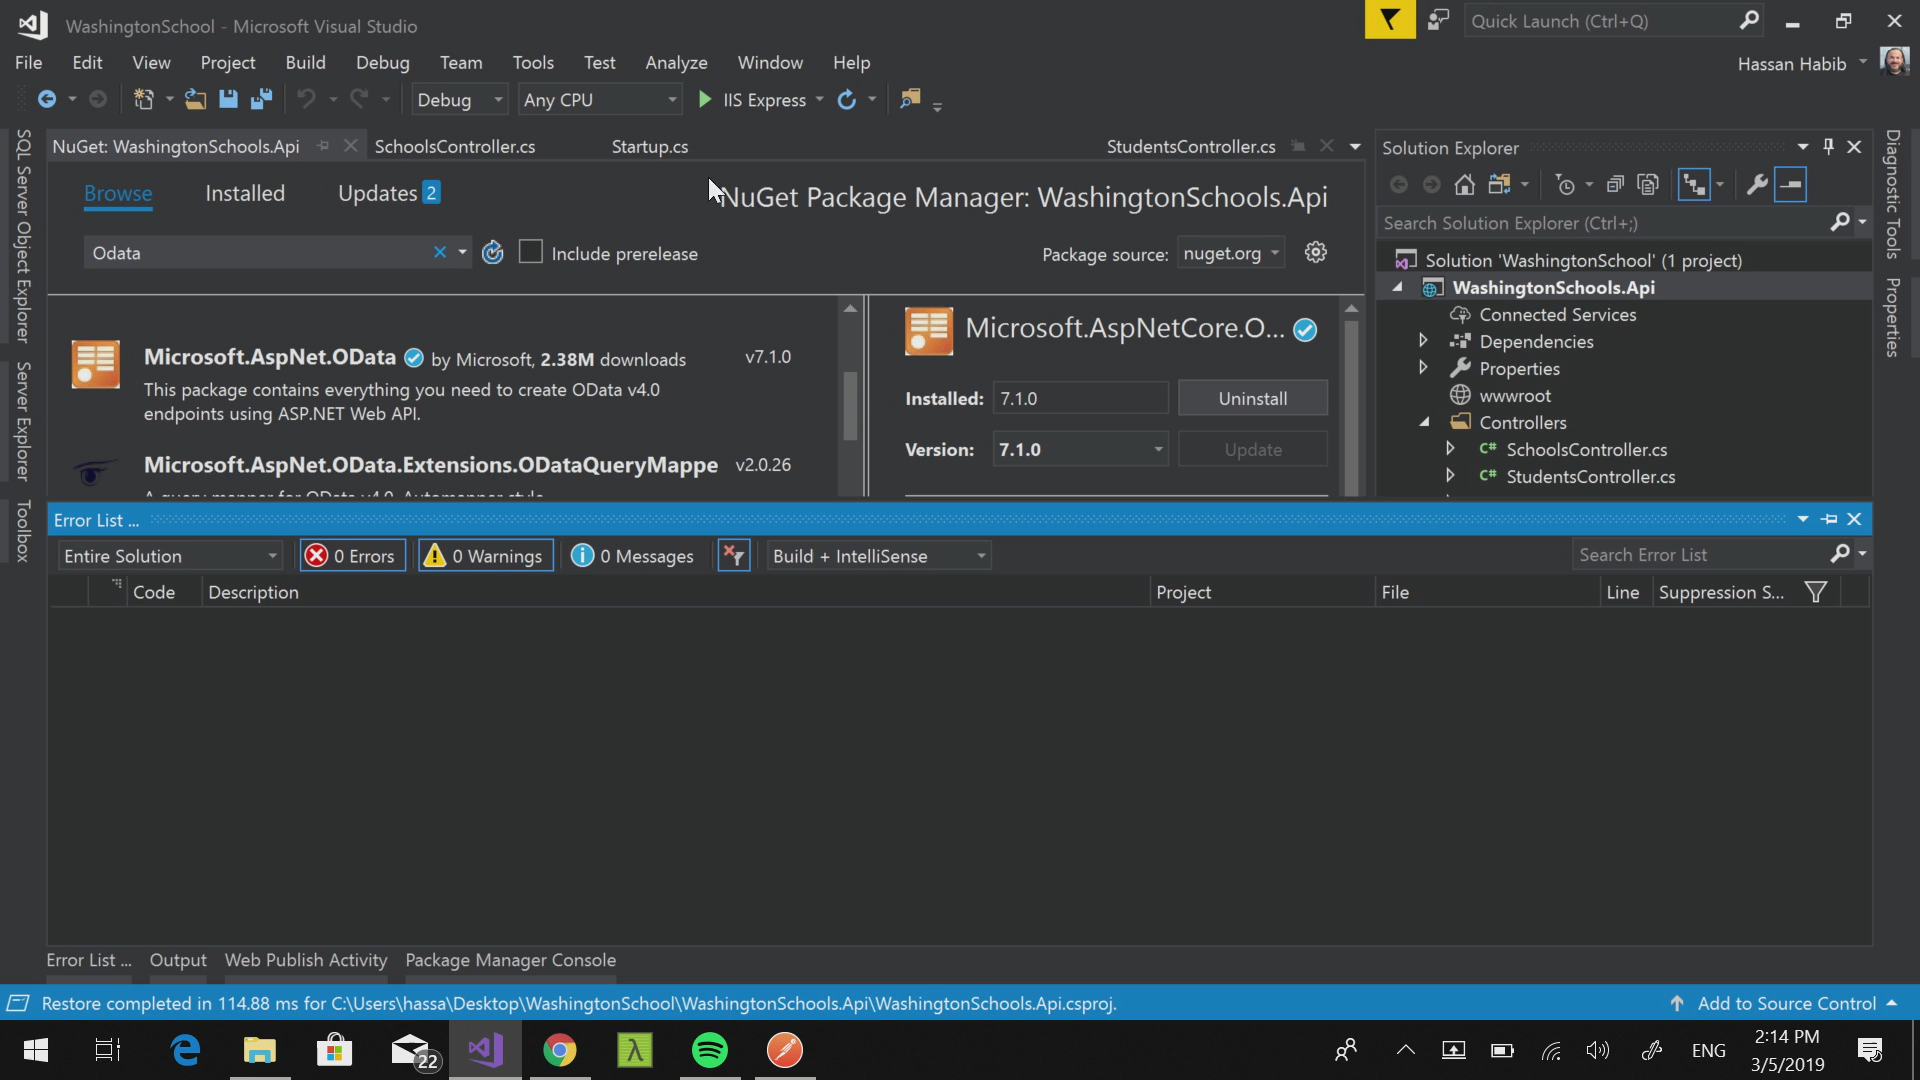 WashingtonSchool - Microsoft Visual Studio
Quick Launch (Ctrl+Q)
File Edit View Project Build Debug Team Tools Test Analyze Window Help
Hassan Habib
Debug Any CPU IIS Express
SQL Server Object Explorer
Server Explorer
Toolbox
NuGet: WashingtonSchools.Api SchoolsController.cs Startup.cs StudentsController.cs
Browse Installed Updates 2
NuGet Package Manager: WashingtonSchools.Api
Odata Include prerelease
Package source: nuget.org
Microsoft.AspNet.OData by Microsoft, 2.38M downloads v7.1.0
This package contains everything you need to create OData v4.0
endpoints using ASP.NET Web API.
Microsoft.AspNet.OData.Extensions.ODataQueryMappe v2.0.26
Microsoft.AspNetCore.O...
Installed: 7.1.0 Uninstall
Version: 7.1.0 Update
Solution Explorer
Search Solution Explorer (Ctrl+;)
Solution 'WashingtonSchool' (1 project)
WashingtonSchools.Api
Connected Services
Dependencies
Properties
wwwroot
Controllers
C# SchoolsController.cs
C# StudentsController.cs
Diagnostic Tools
Properties
Error List ...
Entire Solution 0 Errors 0 Warnings 0 Messages Build + IntelliSense Search Error List
Code Description Project File Line Suppression S...
Error List ... Output Web Publish Activity Package Manager Console
Restore completed in 114.88 ms for C:\Users\hassa\Desktop\WashingtonSchool\WashingtonSchools.Api\WashingtonSchools.Api.csproj.
Add to Source Control
22
ENG
2:14 PM
3/5/2019